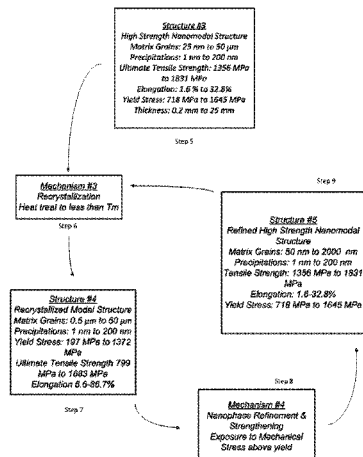 Structure #3
High Strength Nanomodal Structure
Matrix Grains: 25 nm to 50 µm
Precipitations: 1 nm to 200 nm
Ultimate Tensile Strength: 1356 MPa
to 1831 MPa
Elongation: 1.6 % to 32.8%
Yield Stress: 718 MPa to 1645 MPa
Thickness: 0.2 mm to 25 mm
Step 5
Mechanism #3
Recrystallization
Heat treat to less than Tm
Step 6
Structure #4
Recrystallized Modal Structure
Matrix Grains: 0.5 µm to 50 µm
Precipitations: 1 nm to 200 nm
Yield Stress: 197 MPa to 1372
MPa
Ultimate Tensile Strength 799
MPa to 1683 MPa
Elongation 6.6-86.7%
Step 7
Mechanism #4
Nanophase Refinement &
Strengthening
Exposure to Mechanical
Stress above yield
Step 8
Structure #5
Refined High Strength Nanomodal
Structure
Matrix Grains: 50 nm to 2000 nm
Precipitations: 1 nm to 200 nm
Tensile Strength: 1356 MPa to 1831
MPa
Elongation: 1.6-32.8%
Yield Stress: 718 MPa to 1645 MPa
Step 9